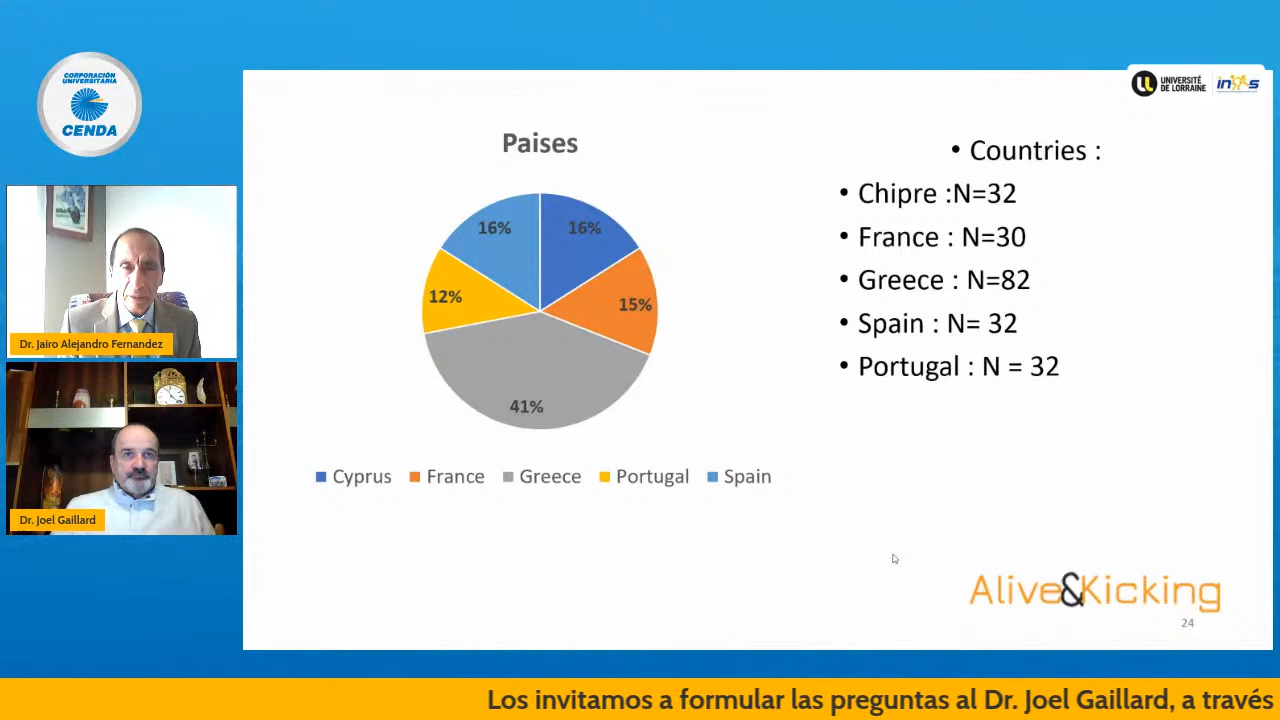 CORPORACIÓN
UNIVERSITARIA
CENDA
UNIVERSITÉ
DE LORRAINE
Paises
16%
16%
12%
15%
41%
Cyprus France Greece Portugal Spain
• Countries :
• Chipre :N=32
• France : N=30
• Greece : N=82
• Spain : N= 32
• Portugal : N = 32
Dr. Jairo Alejandro Fernandez
Dr. Joel Gaillard
Alive&Kicking
24
Los invitamos a formular las preguntas al Dr. Joel Gaillard, a través